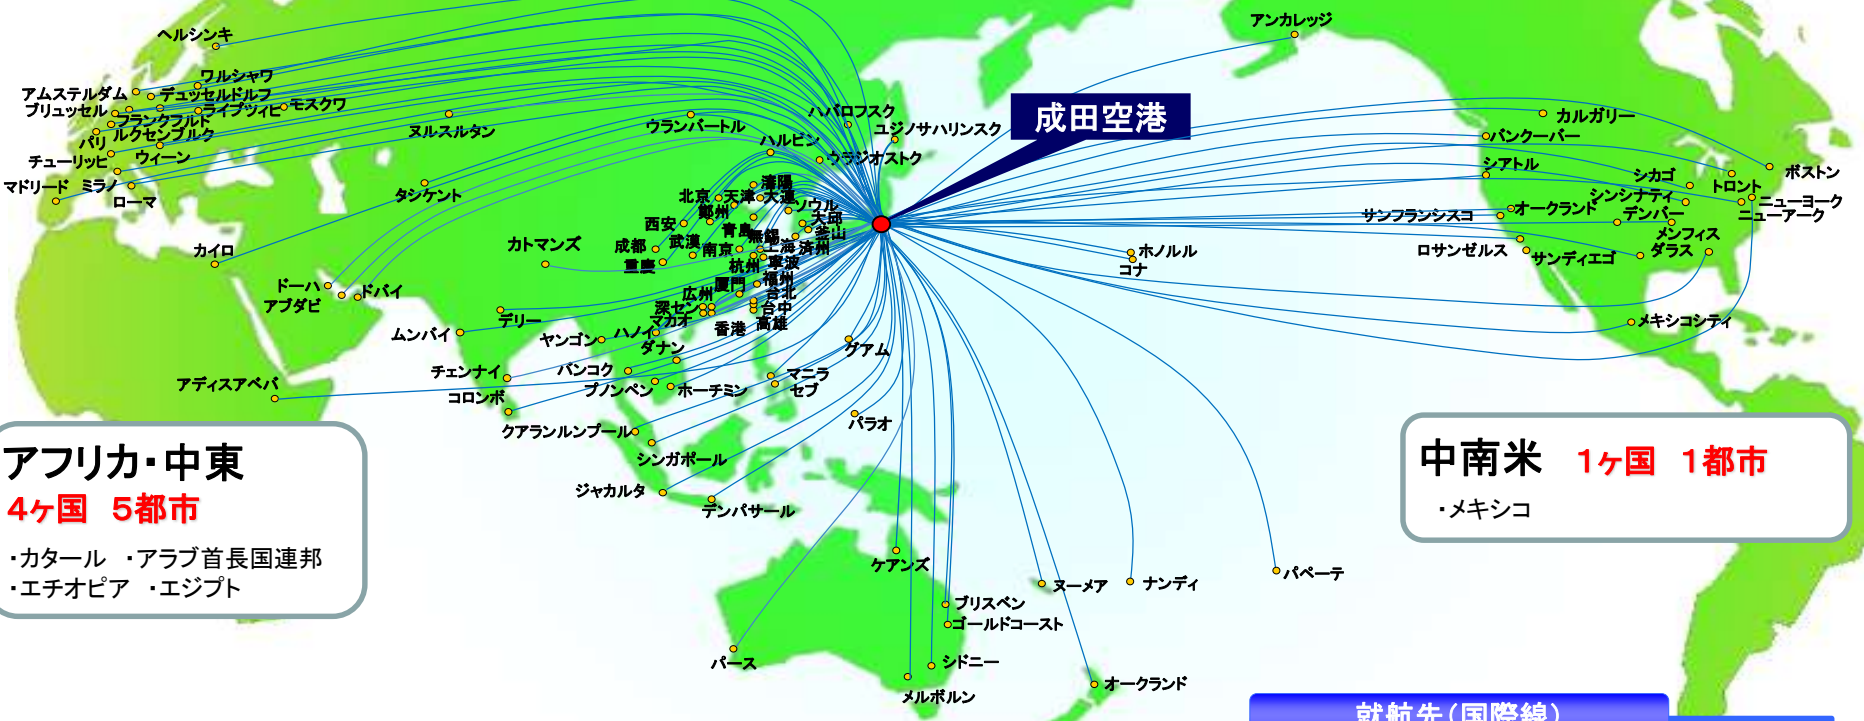 アンカレッジ
ヘルシンキ
ワルシャワ
アムステルダム
デュッセルドルフ
ブリュッセル
ライプツィヒ
モスクワ
フランクフルト
ルクセンブルク
パリ
チューリッヒ
ウィーン
マドリード
ミラノ
ローマ
ヌルスルタン
タシケント
ウランバートル
ハバロフスク
ハルビン
ユジノサハリンスク
ウラジオストク
成田空港
カルガリー
バンクーバー
シアトル
シカゴ
トロント
ボストン
シンシナティ
ニューヨーク
ニューアーク
サンフランシスコ
オークランド
デンバー
メンフィス
ロサンゼルス
サンディエゴ
ダラス
ホノルル
コナ
メキシコシティ
瀋陽
北京
天津
大連
ソウル
鄭州
大邱
釜山
西安
青島
無錫
成都
武漢
南京
上海
済州
重慶
杭州
寧波
厦門
福州
広州
台北
深セン
台中
マカオ
香港
高雄
カイロ
カトマンズ
ドーハ
ドバイ
アブダビ
デリー
ムンバイ
ヤンゴン
ハノイ
ダナン
グアム
チェンナイ
バンコク
マニラ
コロンボ
プノンペン
ホーチミン
セブ
アディスアベバ
パラオ
クアランルンプール
シンガポール
ジャカルタ
デンパサール
アフリカ・中東
4ヶ国 5都市
・カタール ・アラブ首長国連邦
・エチオピア ・エジプト
中南米 1ヶ国 1都市
・メキシコ
ケアンズ
ヌーメア
ナンディ
パペーテ
ブリスベン
ゴールドコースト
パース
シドニー
メルボルン
オークランド
就航先(国際線)